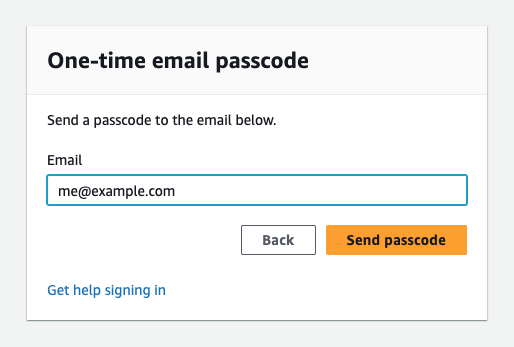 One-time email passcode
Send a passcode to the email below.
Email
me@example.com
Back Send passcode
Get help signing in